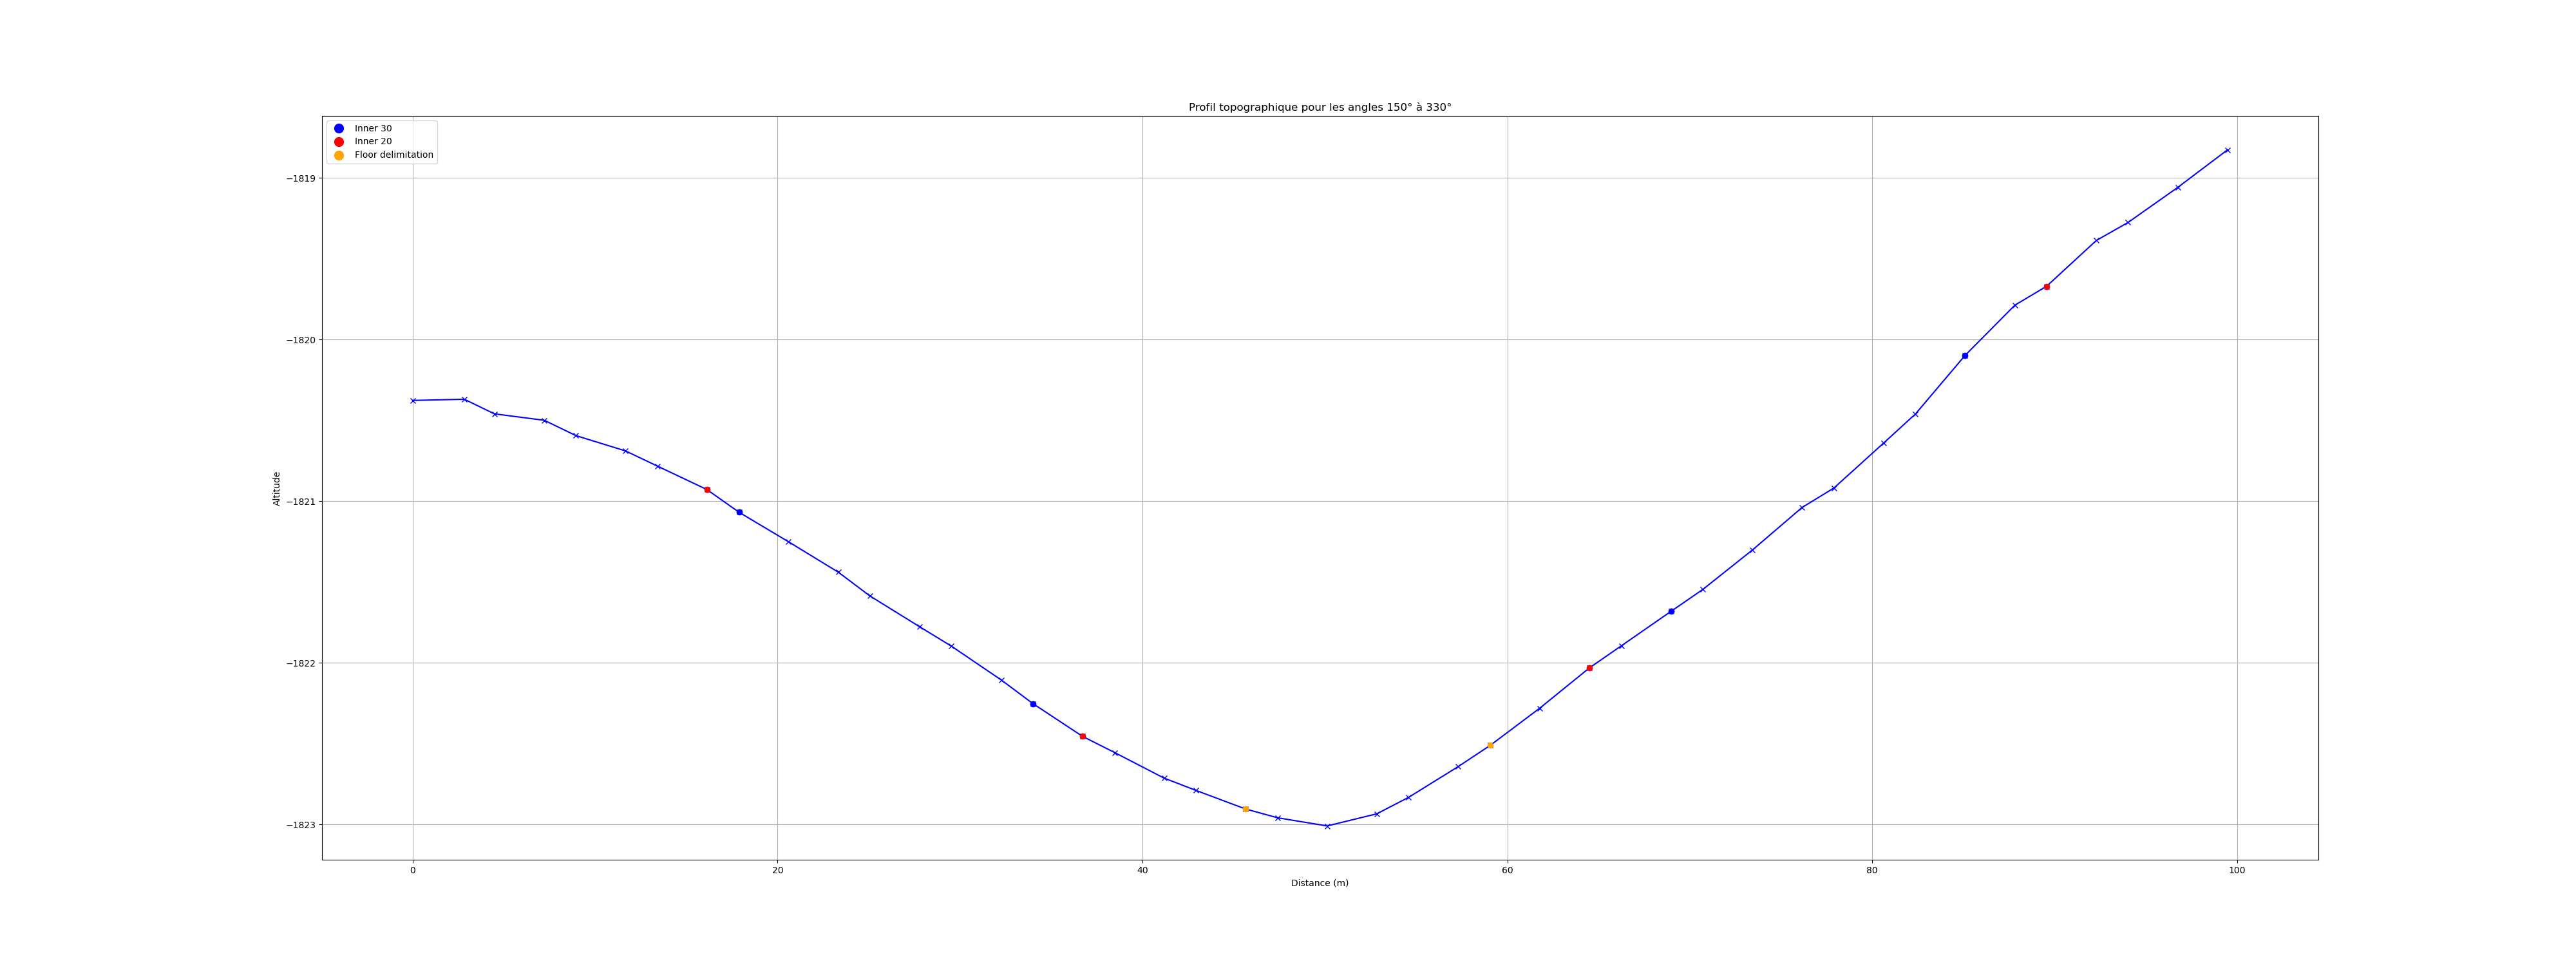 Profil topographique pour les angles 150° à 330°
Inner 30
Inner 20
Floor delimitation
−1819
−1820
−1821
−1822
−1823
Altitude
0 20 40 60 80 100
Distance (m)